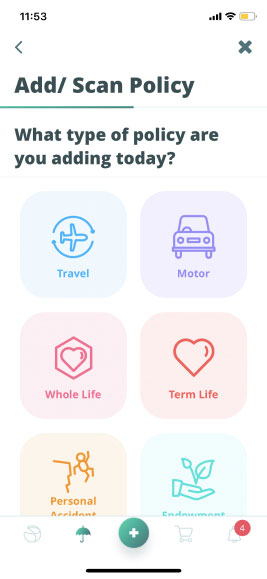 11:53
Add/ Scan Policy
What type of policy are
you adding today?
Travel
Motor
Whole Life
Term Life
Personal
Accident
Endowment
4